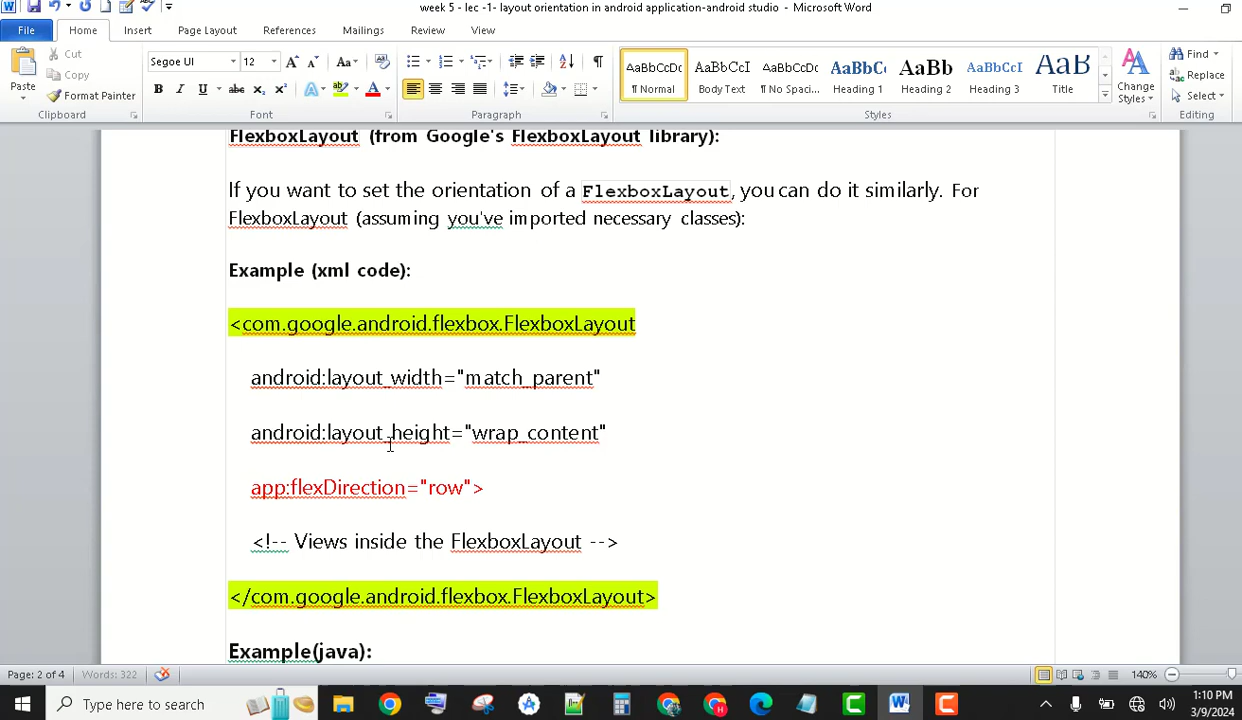 week 5 - lec -1- layout orientation in android application-android studio - Microsoft Word
File Home Insert Page Layout References Mailings Review View
Paste Cut Copy Format Painter Clipboard
Segoe UI 12 Font
Paragraph
AaBbCcDc AaBbCcI AaBbCcDc AaBbC AaBb AaBbCcI AaB
¶ Normal Body Text ¶ No Spaci... Heading 1 Heading 2 Heading 3 Title Change Styles Styles
Find Replace Select Editing
FlexboxLayout (from Google's FlexboxLayout library):
If you want to set the orientation of a FlexboxLayout, you can do it similarly. For
FlexboxLayout (assuming you've imported necessary classes):
Example (xml code):
<com.google.android.flexbox.FlexboxLayout
android:layout_width="match_parent"
android:layout_height="wrap_content"
app:flexDirection="row">
<!-- Views inside the FlexboxLayout -->
</com.google.android.flexbox.FlexboxLayout>
Example(java):
Page: 2 of 4 Words: 322 140%
Type here to search
1:10 PM
3/9/2024